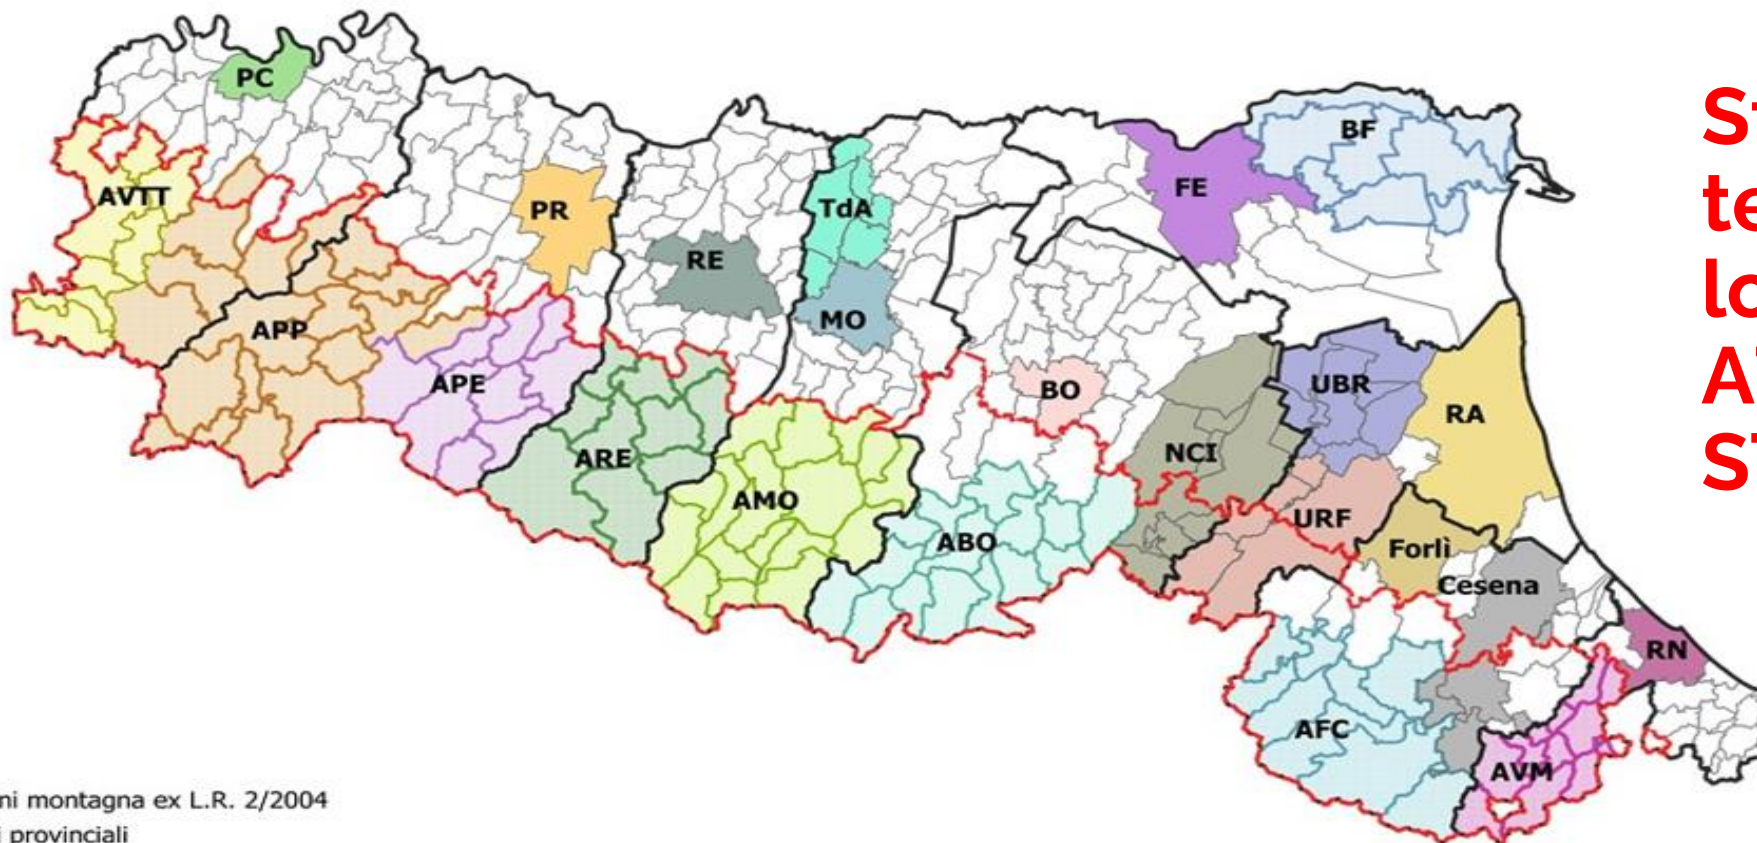 PC
BF
AVTT
FE
PR
TdA
RE
MO
APP
APE
BO
UBR
RA
NCI
ARE
AMO
URF
ABO
Forlì
Cesena
RN
AFC
AVM
ni montagna ex L.R. 2/2004
i provinciali